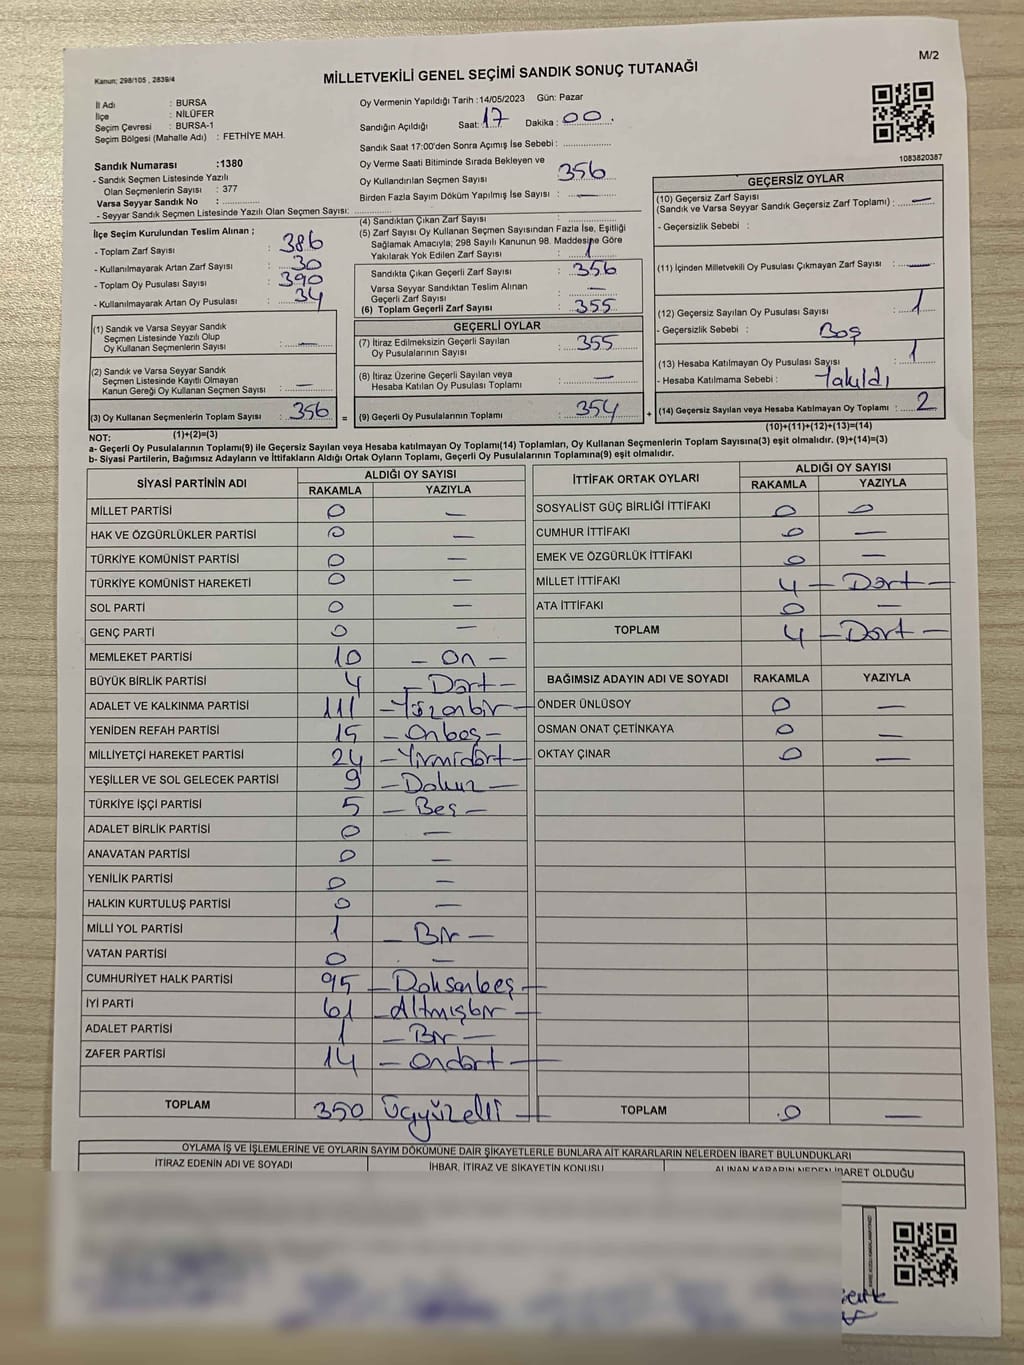 M/2
Kanun: 298/105 , 2839/4
MİLLETVEKİLİ GENEL SEÇİMİ SANDIK SONUÇ TUTANAĞI
İl Adı : BURSA
İlçe : NİLÜFER
Seçim Çevresi : BURSA-1
Seçim Bölgesi (Mahalle Adı) : FETHİYE MAH.
Oy Vermenin Yapıldığı Tarih :14/05/2023 Gün: Pazar
Sandığın Açıldığı Saat: 17 Dakika : 00.
Sandık Saat 17:00'den Sonra Açımış İse Sebebi :
Sandık Numarası :1380
- Sandık Seçmen Listesinde Yazılı
Olan Seçmenlerin Sayısı : 377
Varsa Seyyar Sandık No :
- Seyyar Sandık Seçmen Listesinde Yazılı Olan Seçmen Sayısı:
Oy Verme Saati Bitiminde Sırada Bekleyen ve
Oy Kullandırılan Seçmen Sayısı : 356
Birden Fazla Sayım Döküm Yapılmış İse Sayısı : —
1083820387
İlçe Seçim Kurulundan Teslim Alınan ;
- Toplam Zarf Sayısı : 386
- Kullanılmayarak Artan Zarf Sayısı : 30
- Toplam Oy Pusulası Sayısı : 390
- Kullanılmayarak Artan Oy Pusulası : 34
(1) Sandık ve Varsa Seyyar Sandık
Seçmen Listesinde Yazılı Olup
Oy Kullanan Seçmenlerin Sayısı : —
(2) Sandık ve Varsa Seyyar Sandık
Seçmen Listesinde Kayıtlı Olmayan
Kanun Gereği Oy Kullanan Seçmen Sayısı : —
(3) Oy Kullanan Seçmenlerin Toplam Sayısı : 356 =
(1)+(2)=(3)
(4) Sandıktan Çıkan Zarf Sayısı :
(5) Zarf Sayısı Oy Kullanan Seçmen Sayısından Fazla İse, Eşitliği
Sağlamak Amacıyla; 298 Sayılı Kanunun 98. Maddesine Göre
Yakılarak Yok Edilen Zarf Sayısı : 1
Sandıkta Çıkan Geçerli Zarf Sayısı : 356
Varsa Seyyar Sandıktan Teslim Alınan
Geçerli Zarf Sayısı : —
(6) Toplam Geçerli Zarf Sayısı : 355
GEÇERLİ OYLAR
(7) İtiraz Edilmeksizin Geçerli Sayılan
Oy Pusulalarının Sayısı : 355
(8) İtiraz Üzerine Geçerli Sayılan veya
Hesaba Katılan Oy Pusulası Toplamı : —
(9) Geçerli Oy Pusulalarının Toplamı : 354 +
GEÇERSİZ OYLAR
(10) Geçersiz Zarf Sayısı
(Sandık ve Varsa Seyyar Sandık Geçersiz Zarf Toplamı) : —
- Geçersizlik Sebebi :
(11) İçinden Milletvekili Oy Pusulası Çıkmayan Zarf Sayısı : —
(12) Geçersiz Sayılan Oy Pusulası Sayısı : 1
- Geçersizlik Sebebi : Boş
(13) Hesaba Katılmayan Oy Pusulası Sayısı : 1
- Hesaba Katılmama Sebebi : Yakıldı
(14) Geçersiz Sayılan veya Hesaba Katılmayan Oy Toplamı : 2
(10)+(11)+(12)+(13)=(14)
NOT:
a- Geçerli Oy Pusulalarının Toplamı(9) ile Geçersiz Sayılan veya Hesaba katılmayan Oy Toplamı(14) Toplamları, Oy Kullanan Seçmenlerin Toplam Sayısına(3) eşit olmalıdır. (9)+(14)=(3)
b- Siyasi Partilerin, Bağımsız Adayların ve İttifakların Aldığı Ortak Oyların Toplamı, Geçerli Oy Pusulalarının Toplamına(9) eşit olmalıdır.
SİYASİ PARTİNİN ADI ALDIĞI OY SAYISI
RAKAMLA YAZIYLA
MİLLET PARTİSİ 0 —
HAK VE ÖZGÜRLÜKLER PARTİSİ 0 —
TÜRKİYE KOMÜNİST PARTİSİ 0 —
TÜRKİYE KOMÜNİST HAREKETİ 0 —
SOL PARTİ 0 —
GENÇ PARTİ 0 —
MEMLEKET PARTİSİ 10 — On —
BÜYÜK BİRLİK PARTİSİ 4 — Dört —
ADALET VE KALKINMA PARTİSİ 111 — Yüzonbir —
YENİDEN REFAH PARTİSİ 15 — Onbeş —
MİLLİYETÇİ HAREKET PARTİSİ 24 — Yirmidört —
YEŞİLLER VE SOL GELECEK PARTİSİ 9 — Dokuz —
TÜRKİYE İŞÇİ PARTİSİ 5 — Beş —
ADALET BİRLİK PARTİSİ 0 —
ANAVATAN PARTİSİ 0 —
YENİLİK PARTİSİ 0 —
HALKIN KURTULUŞ PARTİSİ 0 —
MİLLİ YOL PARTİSİ 1 — Bir —
VATAN PARTİSİ 0 —
CUMHURİYET HALK PARTİSİ 95 — Doksanbeş —
İYİ PARTİ 61 — Altmışbir —
ADALET PARTİSİ 1 — Bir —
ZAFER PARTİSİ 14 — Ondört —
TOPLAM 350 Üçyüzelli —
İTTİFAK ORTAK OYLARI ALDIĞI OY SAYISI
RAKAMLA YAZIYLA
SOSYALİST GÜÇ BİRLİĞİ İTTİFAKI 0 0
CUMHUR İTTİFAKI 0 —
EMEK VE ÖZGÜRLÜK İTTİFAKI 0 —
MİLLET İTTİFAKI 4 — Dört —
ATA İTTİFAKI 0 —
TOPLAM 4 — Dört —
BAĞIMSIZ ADAYIN ADI VE SOYADI RAKAMLA YAZIYLA
ÖNDER ÜNLÜSOY 0 —
OSMAN ONAT ÇETİNKAYA 0 —
OKTAY ÇINAR 0 —
TOPLAM 0 —
OYLAMA İŞ VE İŞLEMLERİNE VE OYLARIN SAYIM DÖKÜMÜNE DAİR ŞİKAYETLERLE BUNLARA AİT KARARLARIN NELERDEN İBARET BULUNDUKLARI
İTİRAZ EDENİN ADI VE SOYADI İHBAR, İTİRAZ VE ŞİKAYETİN KONUSU ALINAN KARARIN NEDEN İBARET OLDUĞU